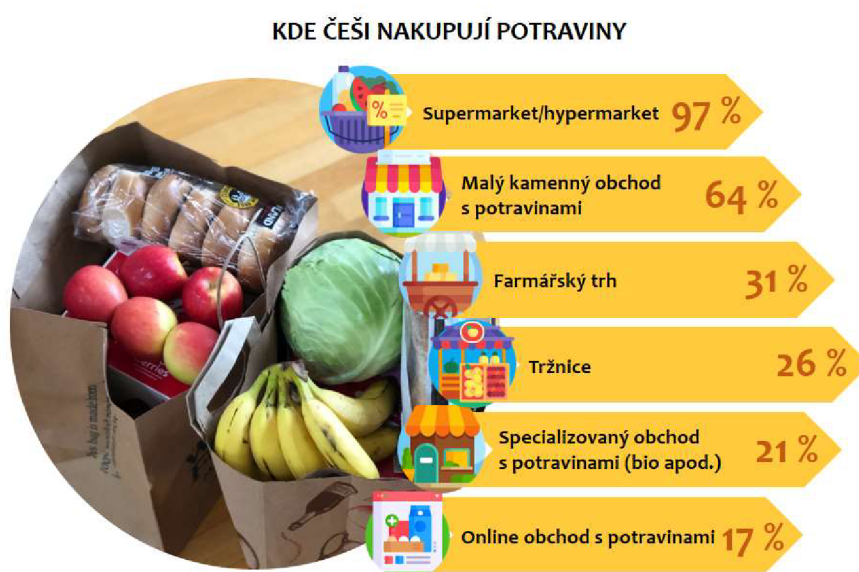 KDE ČEŠI NAKUPUJÍ POTRAVINY
%
Supermarket/hypermarket 97 %
Malý kamenný obchod
s potravinami
64 %
Farmářský trh 31 %
Tržnice 26 %
Specializovaný obchod
s potravinami (bio apod.)
21 %
Online obchod s potravinami 17 %